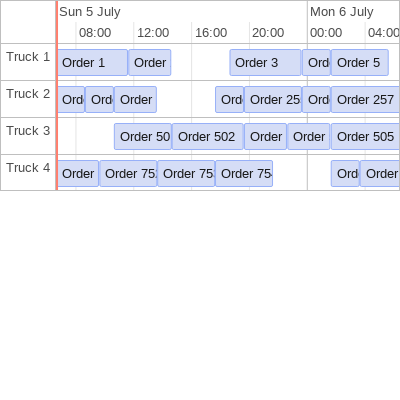 Sun 5 July Mon 6 July
08:00 12:00 16:00 20:00 00:00 04:00
Truck 1 Order 1 Order Order 3 Ord Order 5
Truck 2 Ord Ord Order Ord Order 25 Ord Order 257
Truck 3 Order 50 Order 502 Order Order Order 505
Truck 4 Order Order 75 Order 75 Order 75 Ord Order